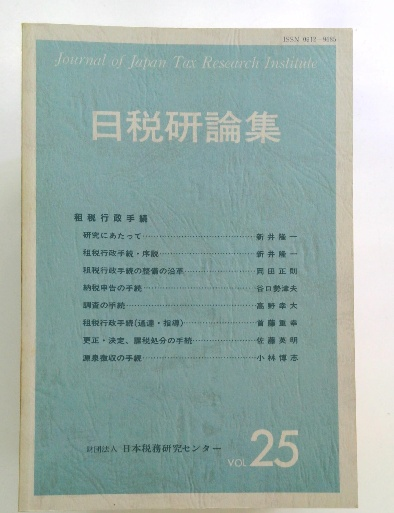 ISSN 0912-9685
Journal of Japan Tax Research Institute
日税研論集
租税行政手続
研究にあたって……………………新井隆一
租税行政手続・序説………………新井隆一
租税行政手続の整備の沿革………岡田正則
納税申告の手続……………………谷口勢津夫
調査の手続…………………………高野幸大
租税行政手続(通達・指導)………首藤重幸
更正・決定、賦税処分の手続……佐藤英明
源泉徴収の手続……………………小林博志
財団法人 日本税務研究センター
VOL. 25